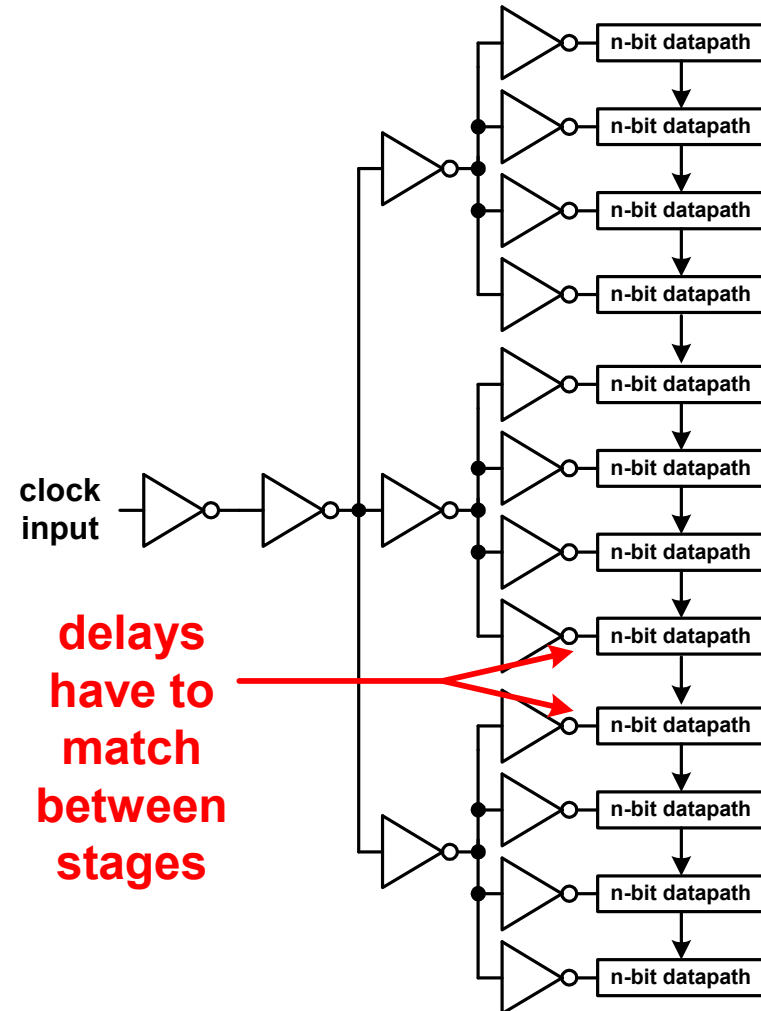 n-bit datapath
n-bit datapath
n-bit datapath
n-bit datapath
n-bit datapath
n-bit datapath
clock
input
n-bit datapath
n-bit datapath
delays
have to
match
between
stages
n-bit datapath
n-bit datapath
n-bit datapath
n-bit datapath